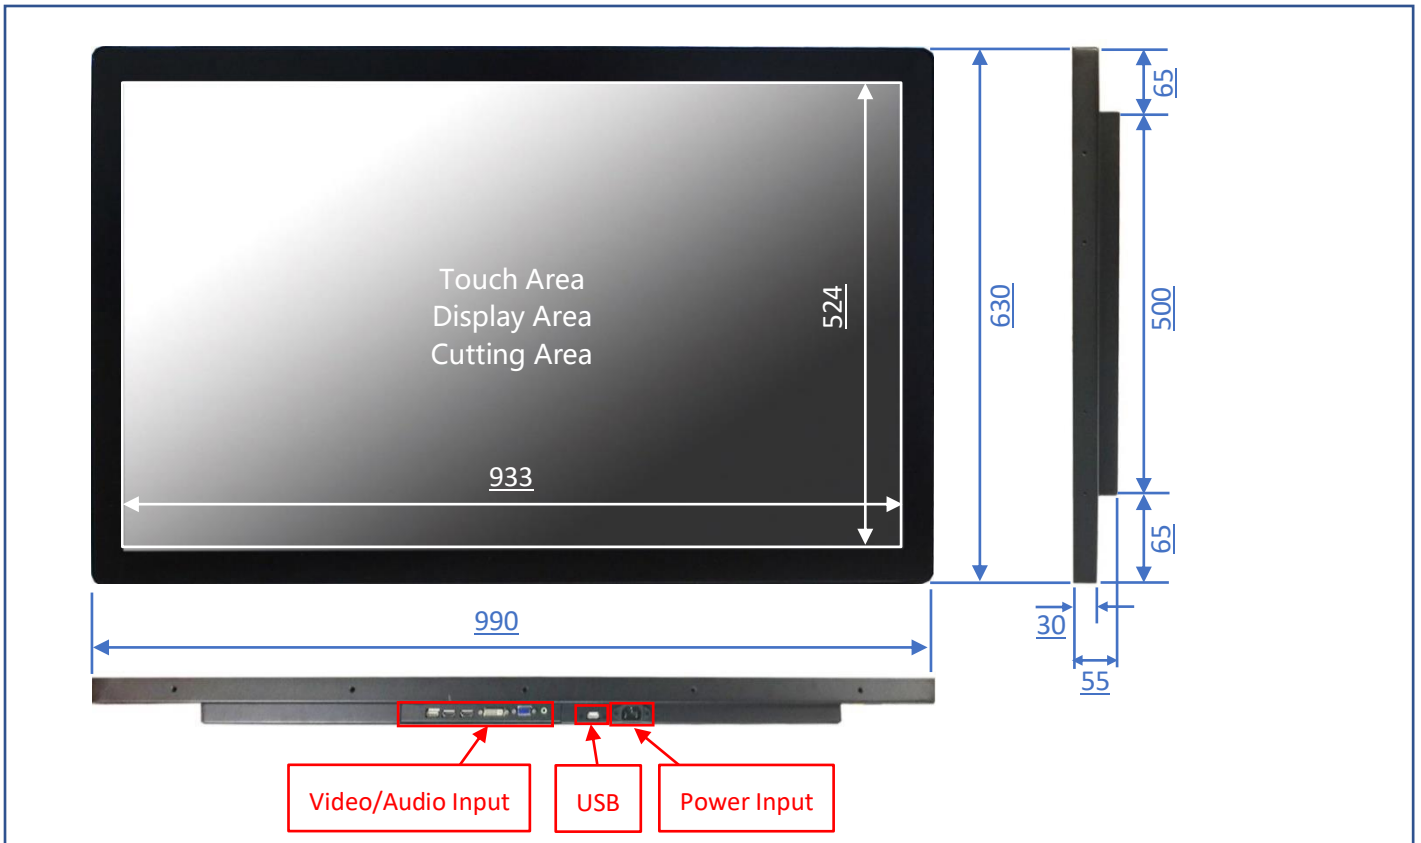 65
Touch Area
Display Area
Cutting Area
524
630
500
933
65
990
30
55
Video/Audio Input
USB
Power Input